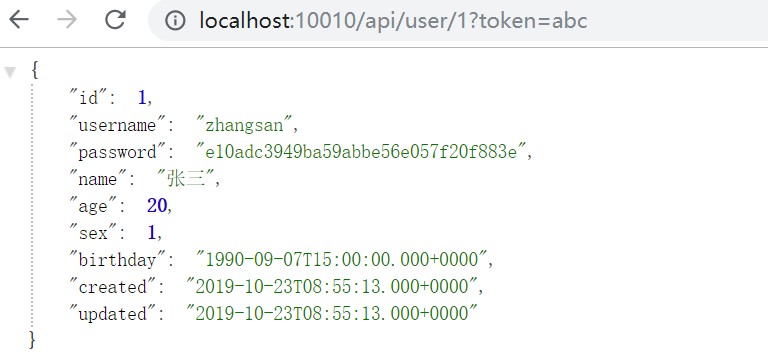 localhost:10010/api/user/1?token=abc
{
"id": 1,
"username": "zhangsan",
"password": "e10adc3949ba59abbe56e057f20f883e",
"name": "张三",
"age": 20,
"sex": 1,
"birthday": "1990-09-07T15:00:00.000+0000",
"created": "2019-10-23T08:55:13.000+0000",
"updated": "2019-10-23T08:55:13.000+0000"
}